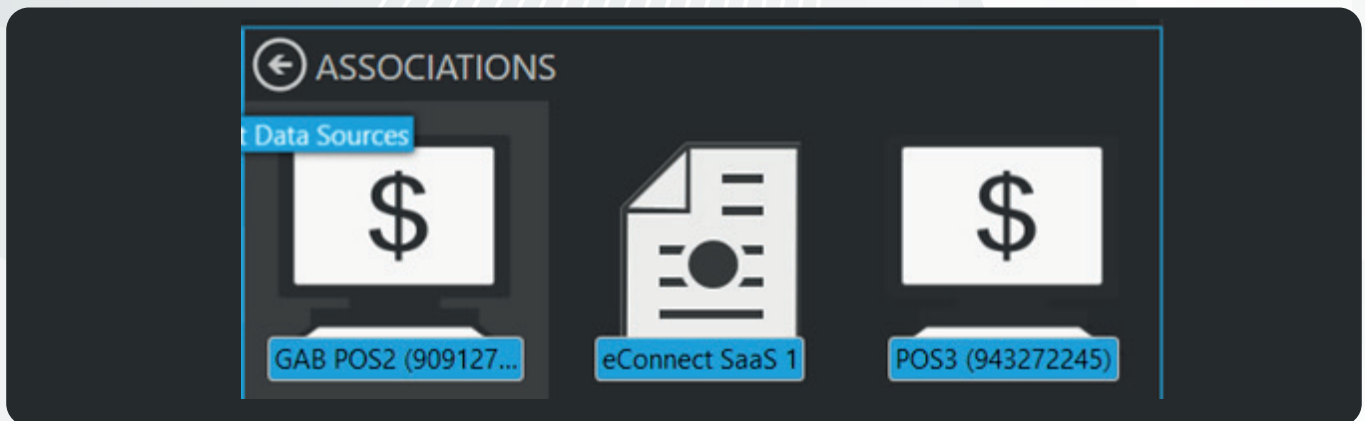 ASSOCIATIONS
t Data Sources
$
$
GAB POS2 (909127...
eConnect SaaS 1
POS3 (943272245)